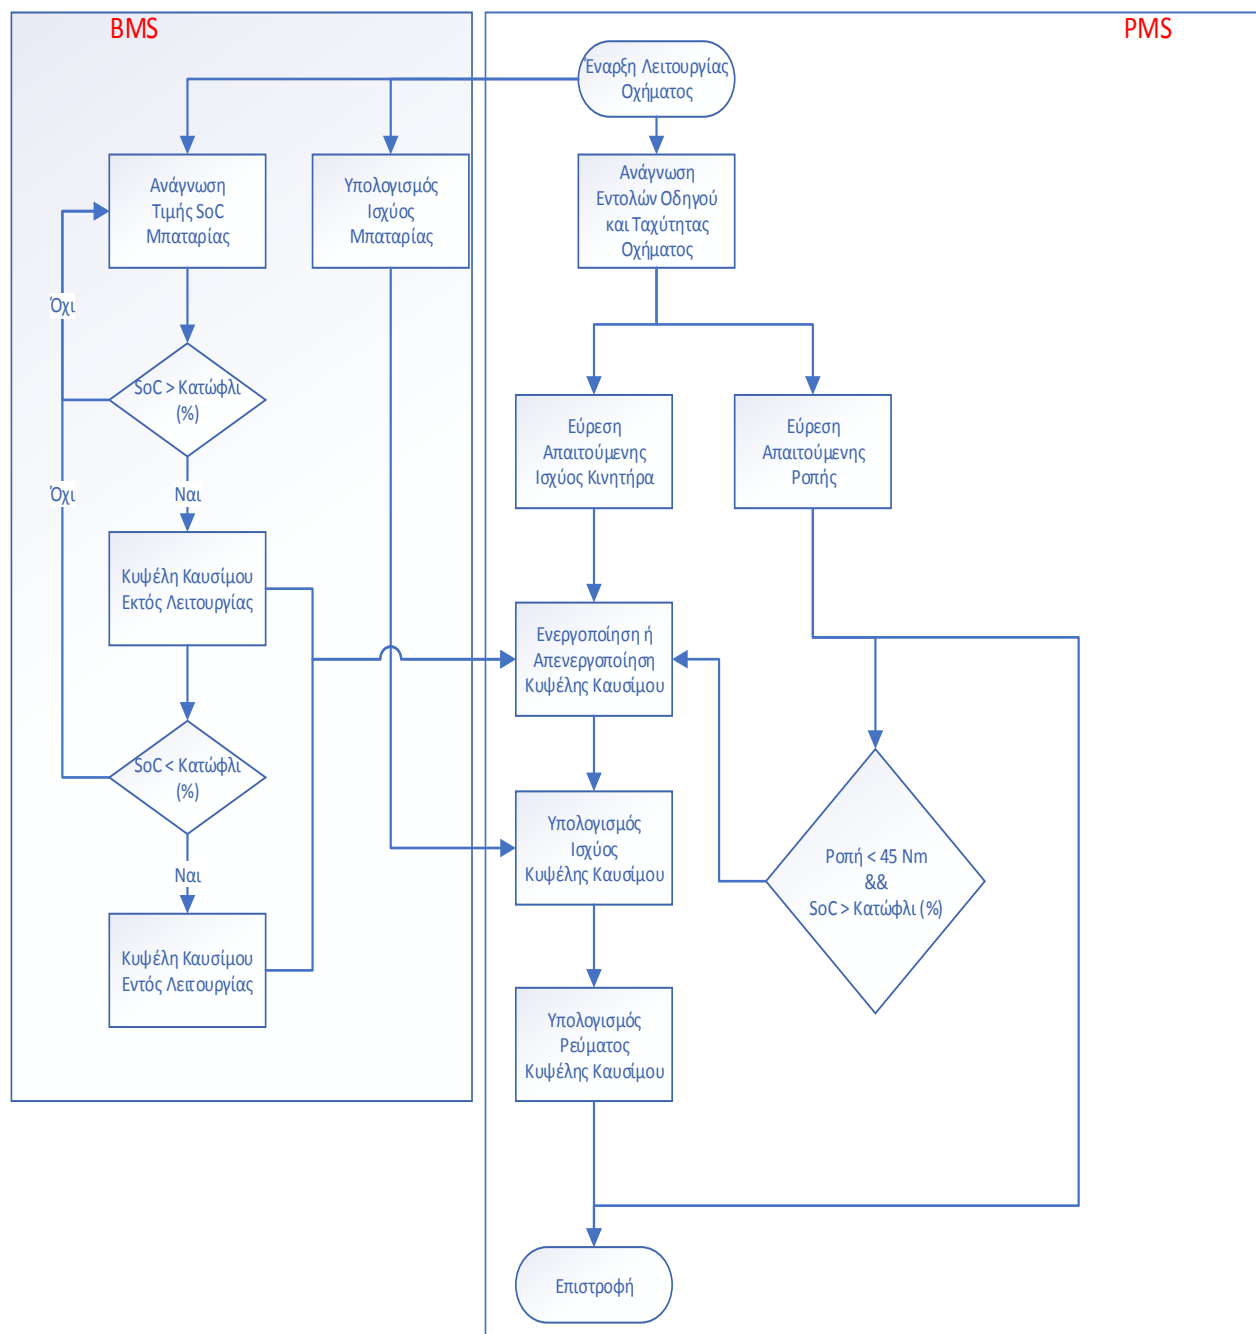 BMS
PMS
Έναρξη Λειτουργίας
Οχήματος
Ανάγνωση
Τιμής SoC
Μπαταρίας
Υπολογισμός
Ισχύος
Μπαταρίας
Ανάγνωση
Εντολών Οδηγού
και Ταχύτητας
Οχήματος
Όχι
SoC > Κατώφλι
(%)
Εύρεση
Απαιτούμενης
Ισχύος Κινητήρα
Εύρεση
Απαιτούμενης
Ροπής
Όχι
Ναι
Κυψέλη Καυσίμου
Εκτός Λειτουργίας
Ενεργοποίηση ή
Απενεργοποίηση
Κυψέλης Καυσίμου
SoC < Κατώφλι
(%)
Υπολογισμός
Ισχύος
Κυψέλης Καυσίμου
Ροπή < 45 Nm
&&
SoC > Κατώφλι (%)
Ναι
Κυψέλη Καυσίμου
Εντός Λειτουργίας
Υπολογισμός
Ρεύματος
Κυψέλης Καυσίμου
Επιστροφή